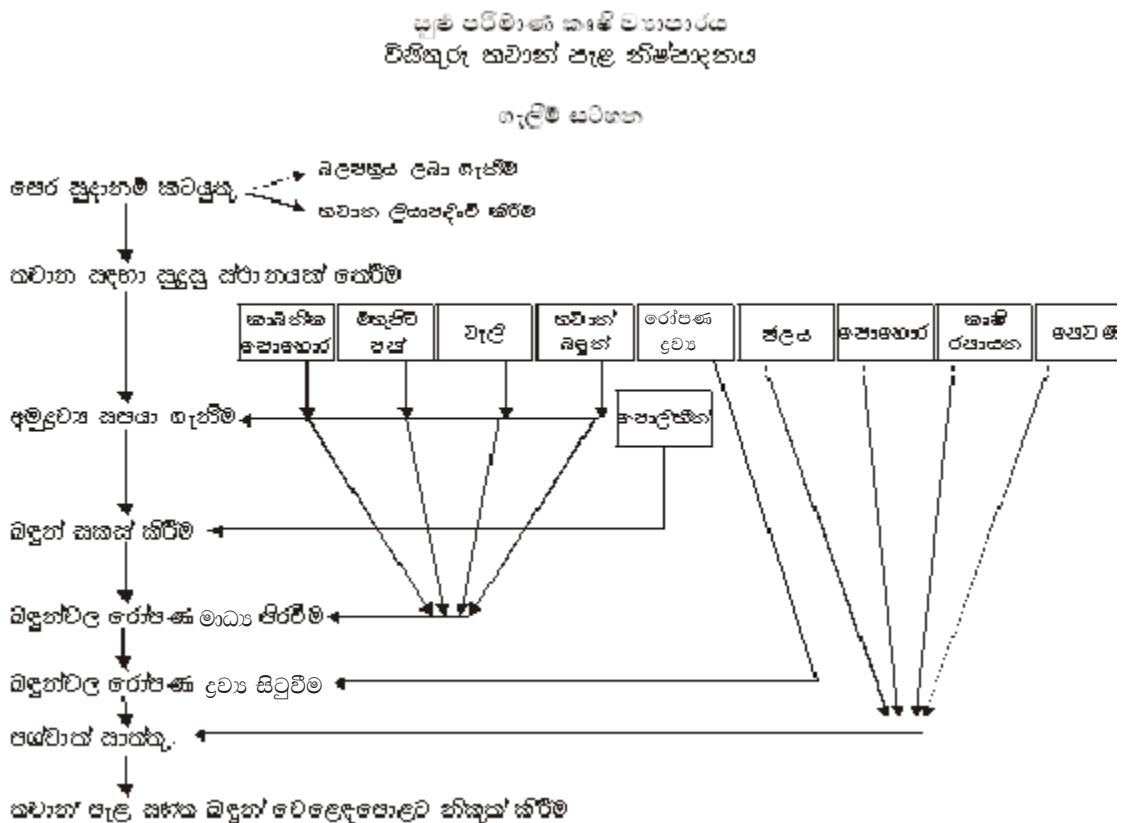 සුළු පරිමාණ කෘෂි ව්‍යාපාරය
විසිතුරු තවාන් පැළ නිෂ්පාදනය
ගැලීම් සටහන
පෙර සූදානම් කටයුතු
බලපත්‍රය ලබා ගැනීම
තවාන ලියාපදිංචි කිරීම
තවාන සඳහා සුදුසු ස්ථානයක් තේරීම
කාබනික පොහොර
මතුපිට පස්
වැලි
තවාන් බඳුන්
රෝපණ ද්‍රව්‍ය
ජලය
පොහොර
කෘෂි රසායන
අමුද්‍රව්‍ය සපයා ගැනීම
පොලිතීන්
බඳුන් සකස් කිරීම
බඳුන්වල රෝපණ මාධ්‍ය පිරවීම
බඳුන්වල රෝපණ ද්‍රව්‍ය සිටුවීම
පශ්චාත් සාත්තු
තවාන් පැළ සහිත බඳුන් වෙළෙඳපොළට නිකුත් කිරීම